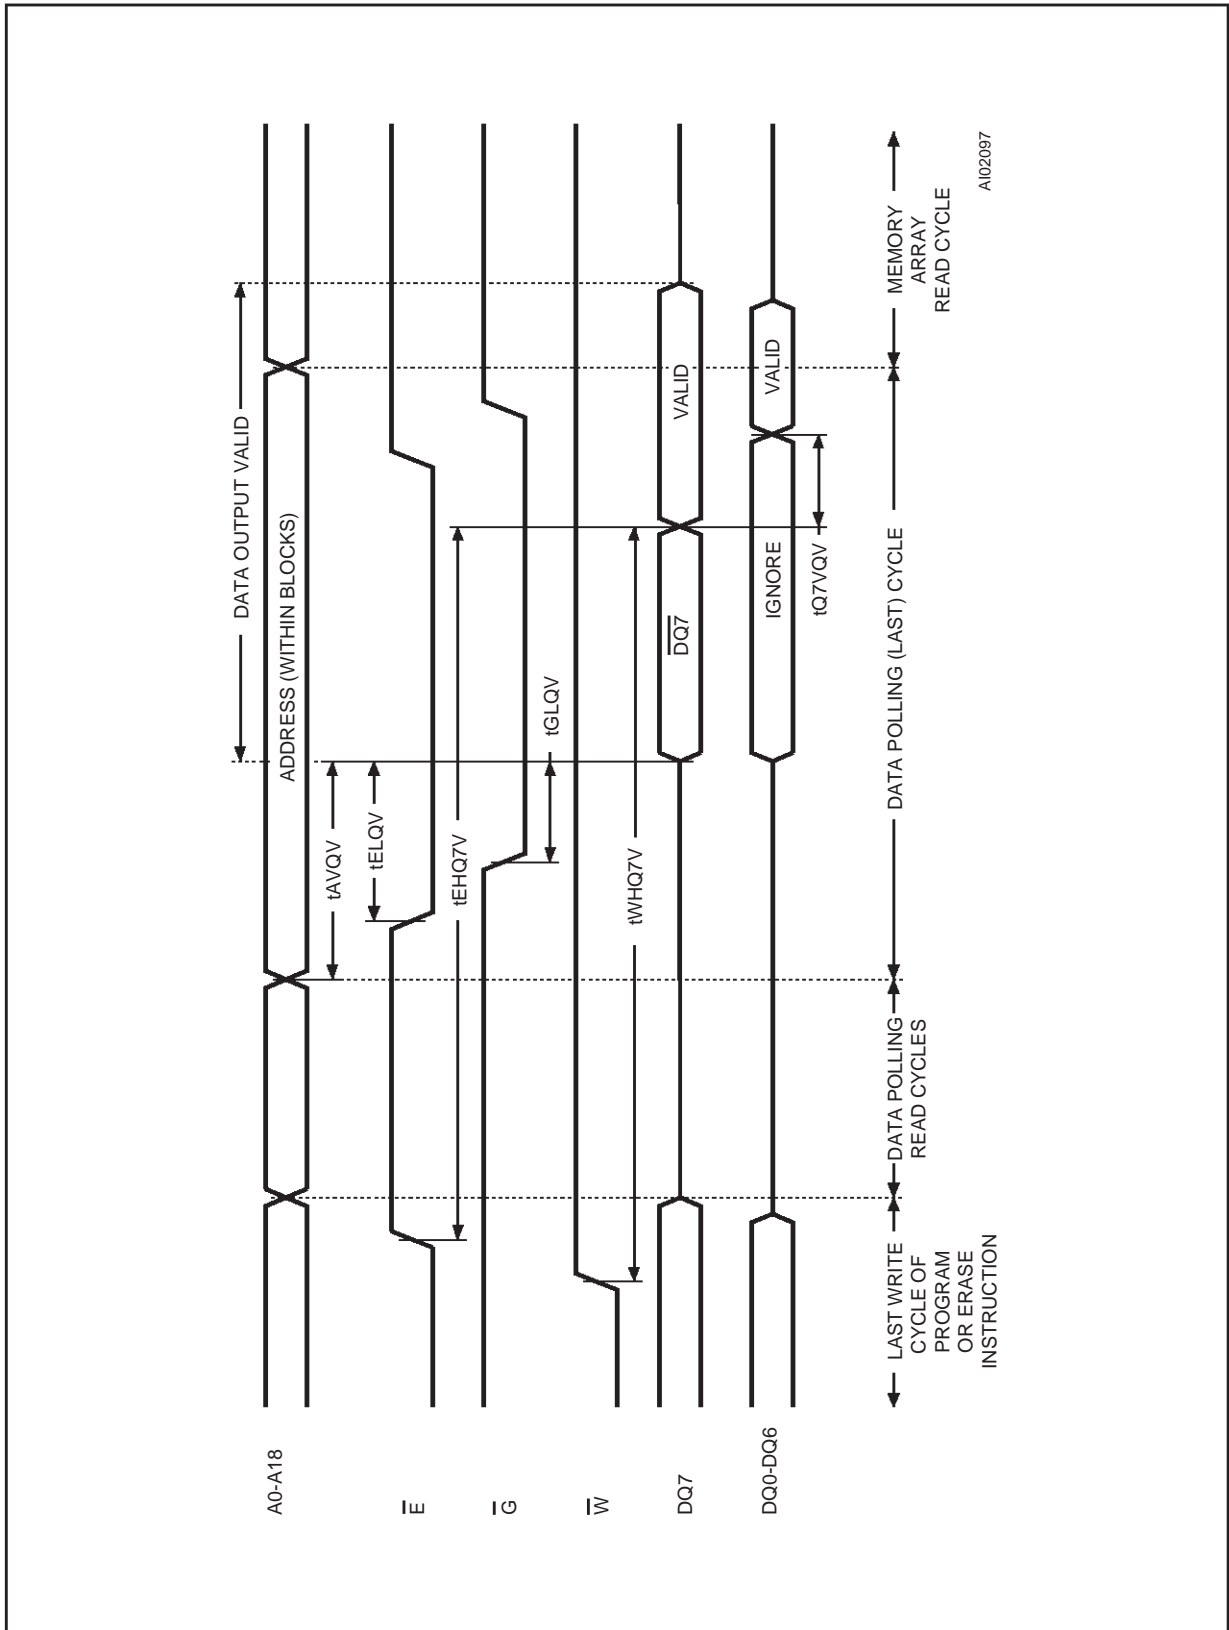 DATA OUTPUT VALID
A0-A18
ADDRESS (WITHIN BLOCKS)
tAVQV
tELQV
E̅
tEHQ7V
G̅
tGLQV
W̅
tWHQ7V
DQ7
D̅Q̅7̅
VALID
DQ0-DQ6
IGNORE
VALID
tQ7VQV
LAST WRITE
CYCLE OF
PROGRAM
OR ERASE
INSTRUCTION
DATA POLLING
READ CYCLES
DATA POLLING (LAST) CYCLE
MEMORY
ARRAY
READ CYCLE
AI02097